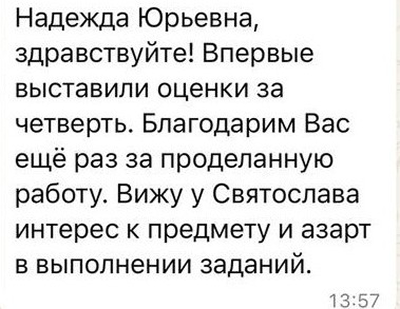 Надежда Юрьевна,
здравствуйте! Впервые
выставили оценки за
четверть. Благодарим Вас
ещё раз за проделанную
работу. Вижу у Святослава
интерес к предмету и азарт
в выполнении заданий.
13:57